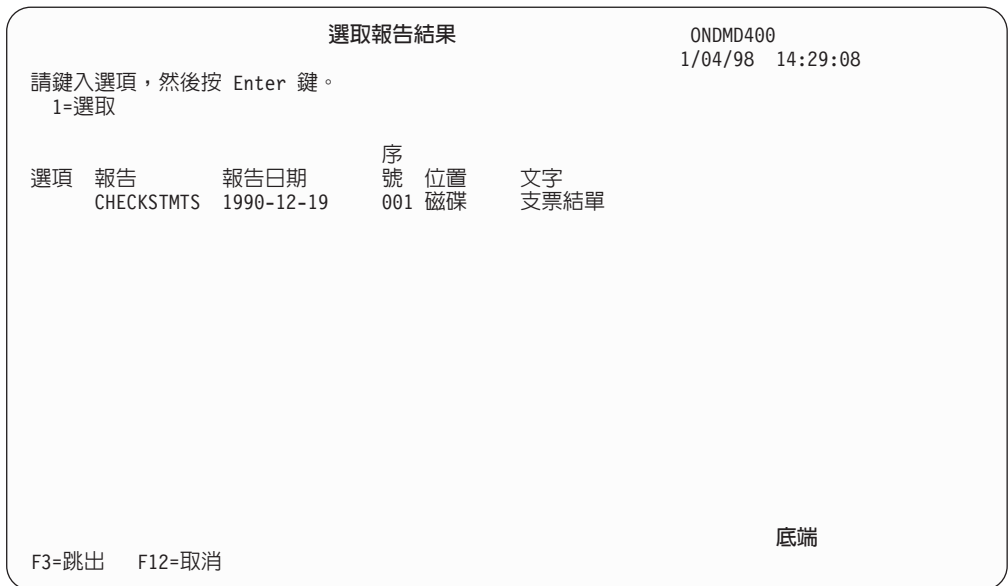 選取報告結果 ONDMD400
1/04/98 14:29:08
請鍵入選項，然後按 Enter 鍵。
1=選取
序
選項 報告 報告日期 號 位置 文字
CHECKSTMTS 1990-12-19 001 磁碟 支票結單
底端
F3=跳出 F12=取消